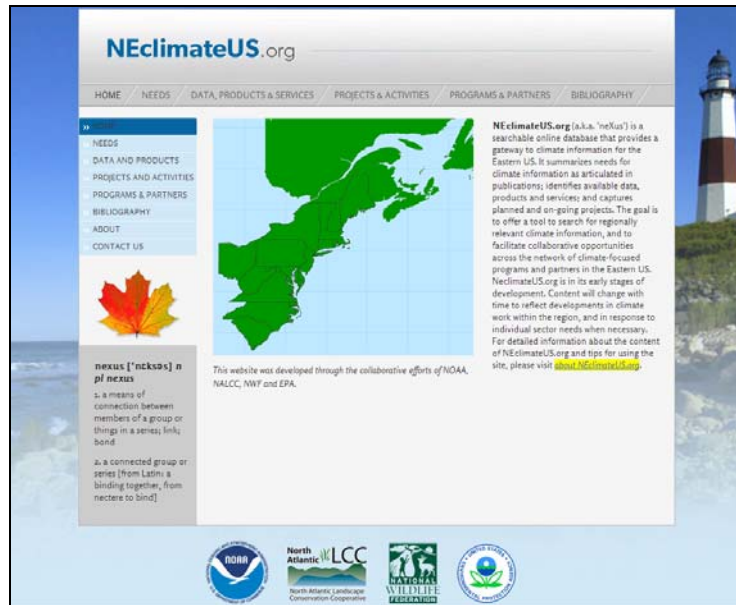 NEclimateUS.org
HOME NEEDS DATA, PRODUCTS & SERVICES PROJECTS & ACTIVITIES PROGRAMS & PARTNERS BIBLIOGRAPHY
» HOME
NEEDS
DATA AND PRODUCTS
PROJECTS AND ACTIVITIES
PROGRAMS & PARTNERS
BIBLIOGRAPHY
ABOUT
CONTACT US
nexus ['nɛksəs] n
pl nexus
1. a means of
connection between
members of a group or
things in a series; link;
bond
2. a connected group or
series [from Latin: a
binding together, from
nectere to bind]
This website was developed through the collaborative efforts of NOAA,
NALCC, NWF and EPA.
NEclimateUS.org (a.k.a. 'neXus') is a
searchable online database that provides a
gateway to climate information for the
Eastern US. It summarizes needs for
climate information as articulated in
publications; identifies available data,
products and services; and captures
planned and on-going projects. The goal is
to offer a tool to search for regionally
relevant climate information, and to
facilitate collaborative opportunities
across the network of climate-focused
programs and partners in the Eastern US.
NeclimateUS.org is in its early stages of
development. Content will change with
time to reflect developments in climate
work within the region, and in response to
individual sector needs when necessary.
For detailed information about the content
of NEclimateUS.org and tips for using the
site, please visit about NEclimateUS.org.
NOAA
North
Atlantic LCC
North Atlantic Landscape
Conservation Cooperative
NATIONAL
WILDLIFE
FEDERATION